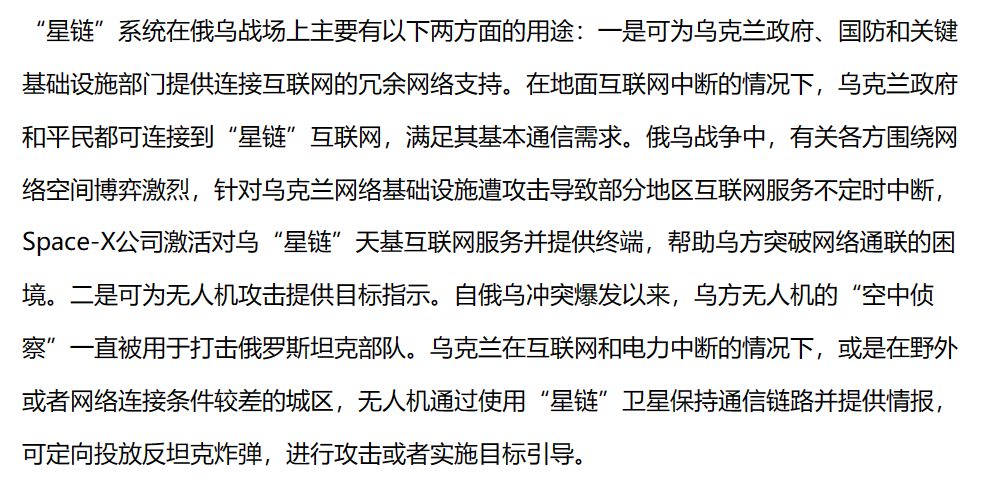 “星链”系统在俄乌战场上主要有以下两方面的用途：一是可为乌克兰政府、国防和关键
基础设施部门提供连接互联网的冗余网络支持。在地面互联网中断的情况下，乌克兰政府
和平民都可连接到“星链”互联网，满足其基本通信需求。俄乌战争中，有关各方围绕网
络空间博弈激烈，针对乌克兰网络基础设施遭攻击导致部分地区互联网服务不定时中断，
Space-X公司激活对乌“星链”天基互联网服务并提供终端，帮助乌方突破网络通联的困
境。二是可为无人机攻击提供目标指示。自俄乌冲突爆发以来，乌方无人机的“空中侦
察”一直被用于打击俄罗斯坦克部队。乌克兰在互联网和电力中断的情况下，或是在野外
或者网络连接条件较差的城区，无人机通过使用“星链”卫星保持通信链路并提供情报，
可定向投放反坦克炸弹，进行攻击或者实施目标引导。